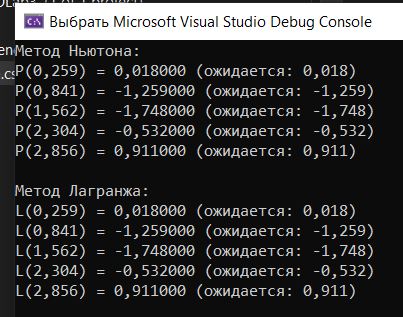 Выбрать Microsoft Visual Studio Debug Console
Метод Ньютона:
P(0,259) = 0,018000 (ожидается: 0,018)
P(0,841) = -1,259000 (ожидается: -1,259)
P(1,562) = -1,748000 (ожидается: -1,748)
P(2,304) = -0,532000 (ожидается: -0,532)
P(2,856) = 0,911000 (ожидается: 0,911)
Метод Лагранжа:
L(0,259) = 0,018000 (ожидается: 0,018)
L(0,841) = -1,259000 (ожидается: -1,259)
L(1,562) = -1,748000 (ожидается: -1,748)
L(2,304) = -0,532000 (ожидается: -0,532)
L(2,856) = 0,911000 (ожидается: 0,911)